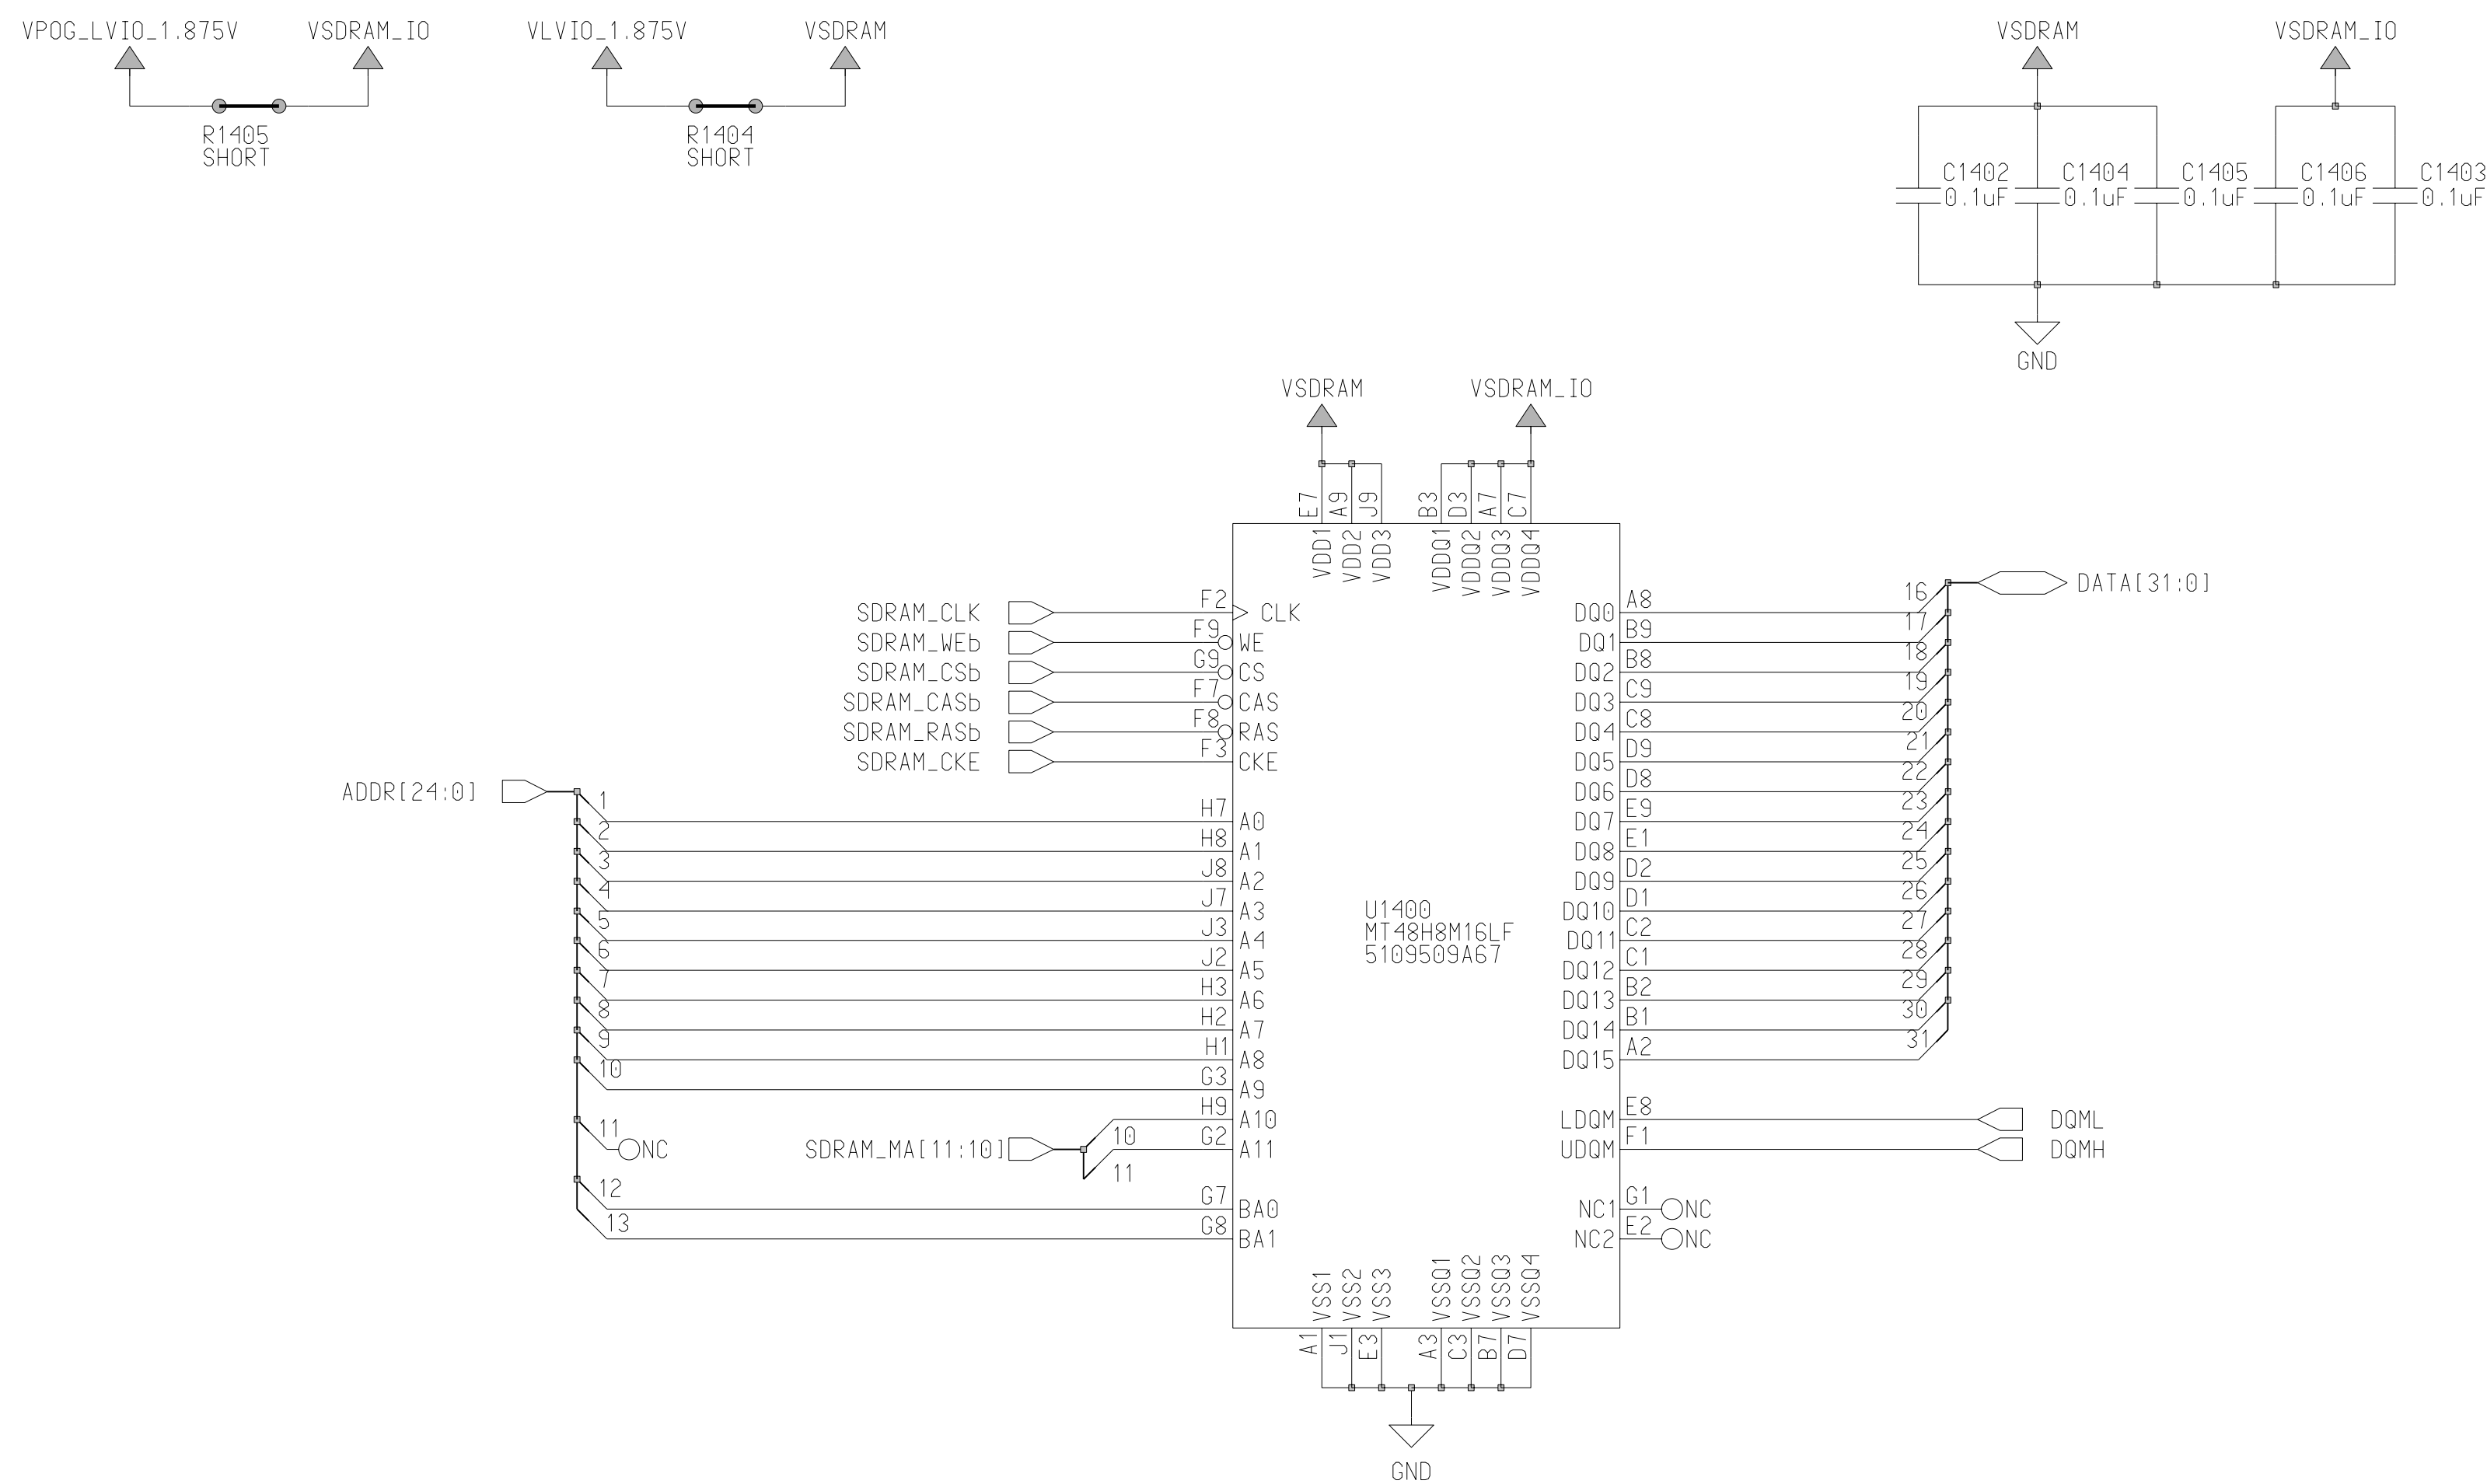 VPOG_LVIO_1.875V
VSDRAM_IO
R1405
SHORT
VLVIO_1.875V
VSDRAM
R1404
SHORT
VSDRAM
VSDRAM_IO
C1402
0.1uF
C1404
0.1uF
C1405
0.1uF
C1406
0.1uF
C1403
0.1uF
GND
VSDRAM
VSDRAM_IO
E7
A9
J9
B3
D3
A7
C7
VDD1
VDD2
VDD3
VDDQ1
VDDQ2
VDDQ3
VDDQ4
SDRAM_CLK
F2
CLK
SDRAM_WEb
F9
WE
SDRAM_CSb
G9
CS
SDRAM_CASb
F7
CAS
SDRAM_RASb
F8
RAS
SDRAM_CKE
F3
CKE
ADDR[24:0]
1
H7
A0
2
H8
A1
3
J8
A2
4
J7
A3
5
J3
A4
6
J2
A5
7
H3
A6
8
H2
A7
9
H1
A8
10
G3
A9
H9
A10
11
NC
SDRAM_MA[11:10]
10
G2
A11
11
12
G7
BA0
13
G8
BA1
U1400
MT48H8M16LF
5109509A67
DATA[31:0]
DQ0
A8
16
DQ1
B9
17
DQ2
B8
18
DQ3
C9
19
DQ4
C8
20
DQ5
D9
21
DQ6
D8
22
DQ7
E9
23
DQ8
E1
24
DQ9
D2
25
DQ10
D1
26
DQ11
C2
27
DQ12
C1
28
DQ13
B2
29
DQ14
B1
30
DQ15
A2
31
LDQM
E8
DQML
UDQM
F1
DQMH
NC1
G1
NC
NC2
E2
NC
VSS1
VSS2
VSS3
VSSQ1
VSSQ2
VSSQ3
VSSQ4
A1
J1
E3
A3
C3
B7
D7
GND